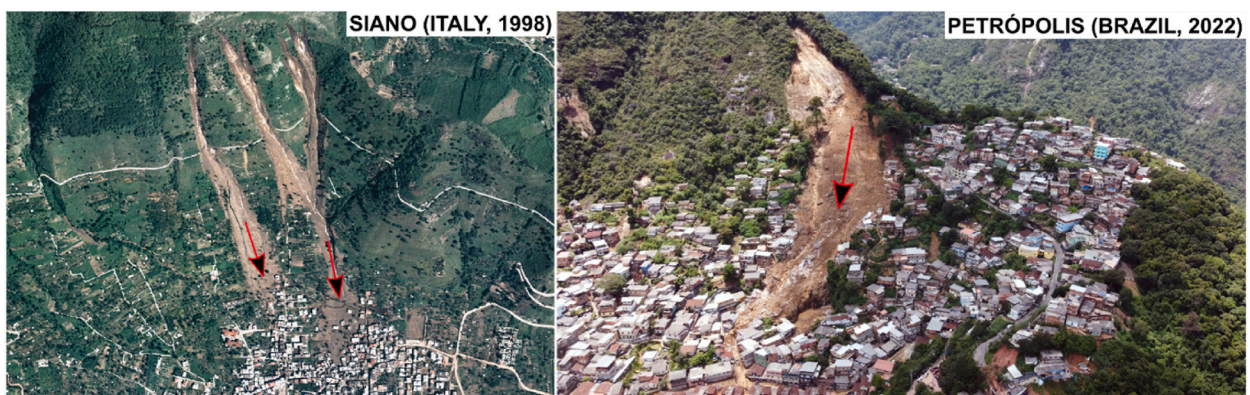 SIANO (ITALY, 1998)
PETRÓPOLIS (BRAZIL, 2022)